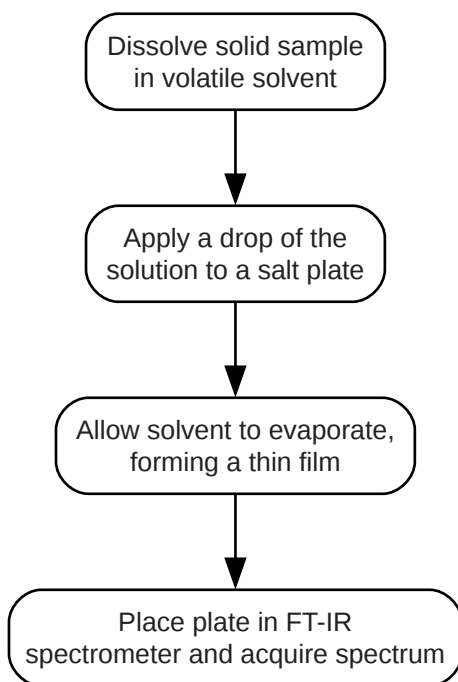 Dissolve solid sample
in volatile solvent
Apply a drop of the
solution to a salt plate
Allow solvent to evaporate,
forming a thin film
Place plate in FT-IR
spectrometer and acquire spectrum